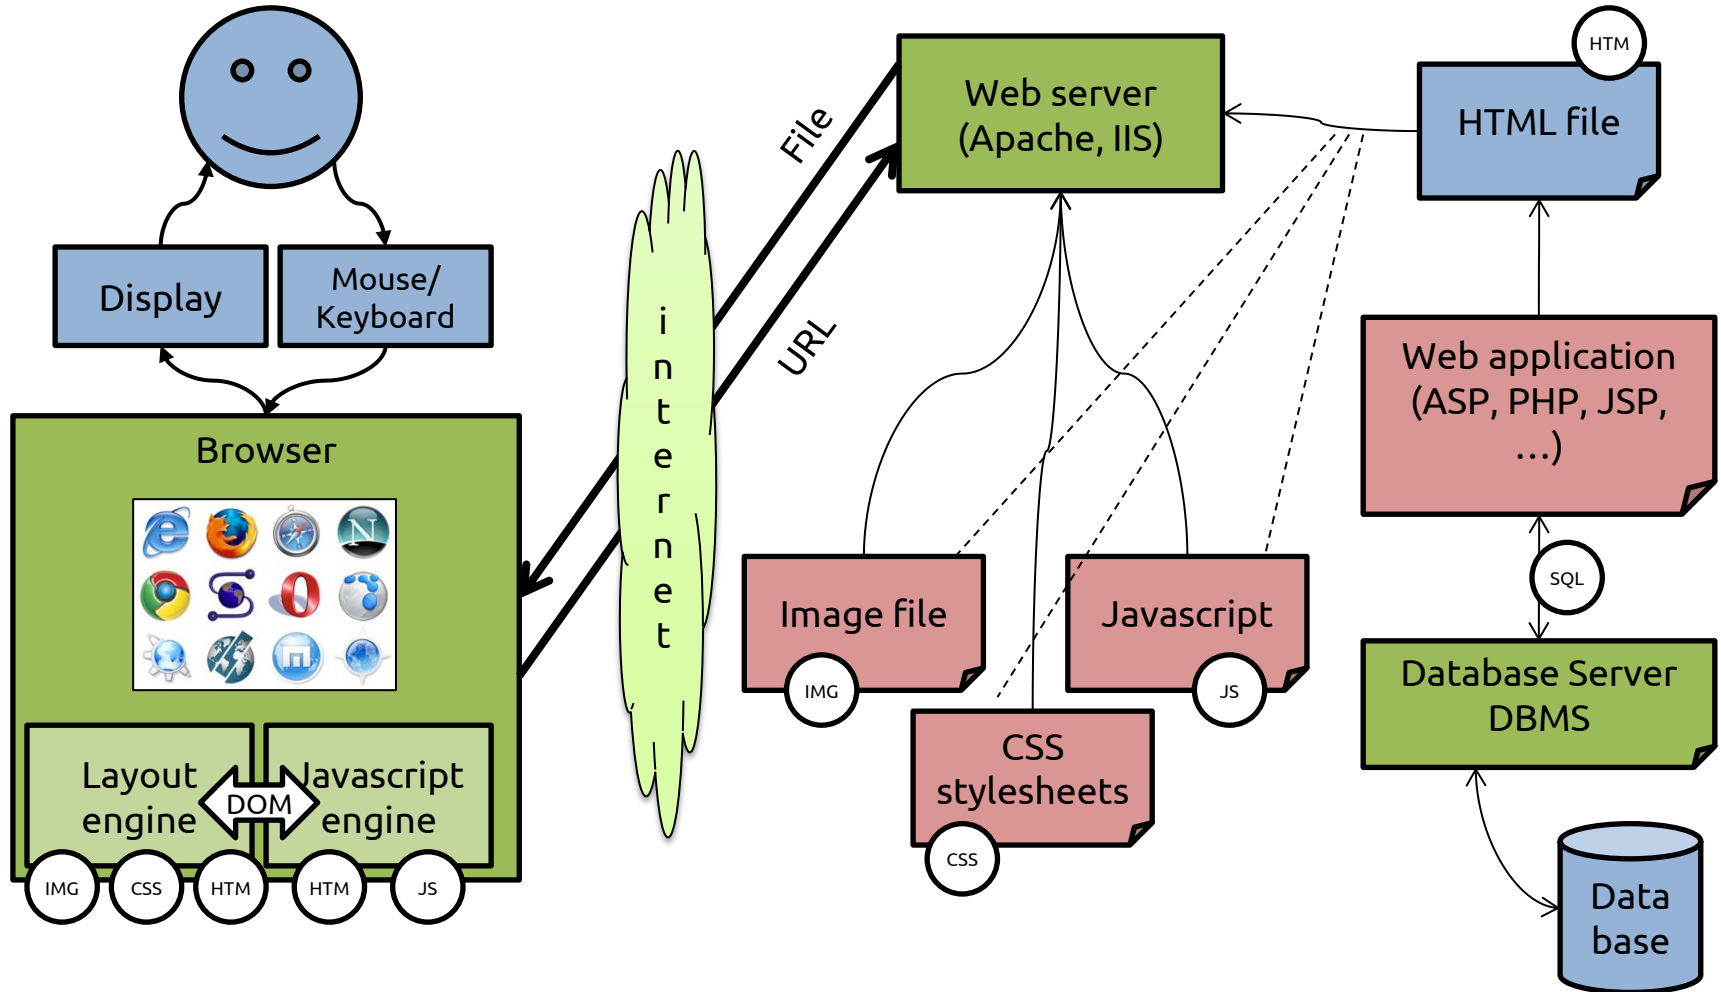 HTM
Web server
(Apache, IIS)
HTML file
File
Display
Mouse/
Keyboard
internet
URL
Web application
(ASP, PHP, JSP,
...)
Browser
N
SQL
Image file
Javascript
IMG
JS
Database Server
DBMS
CSS
stylesheets
CSS
Layout
engine
DOM
Javascript
engine
IMG
CSS
HTM
HTM
JS
Data
base